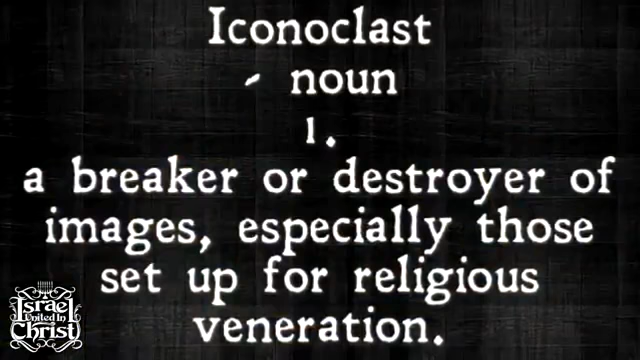 Iconoclast
- noun
1.
a breaker or destroyer of
images, especially those
set up for religious
veneration.
Israel
United In
Christ